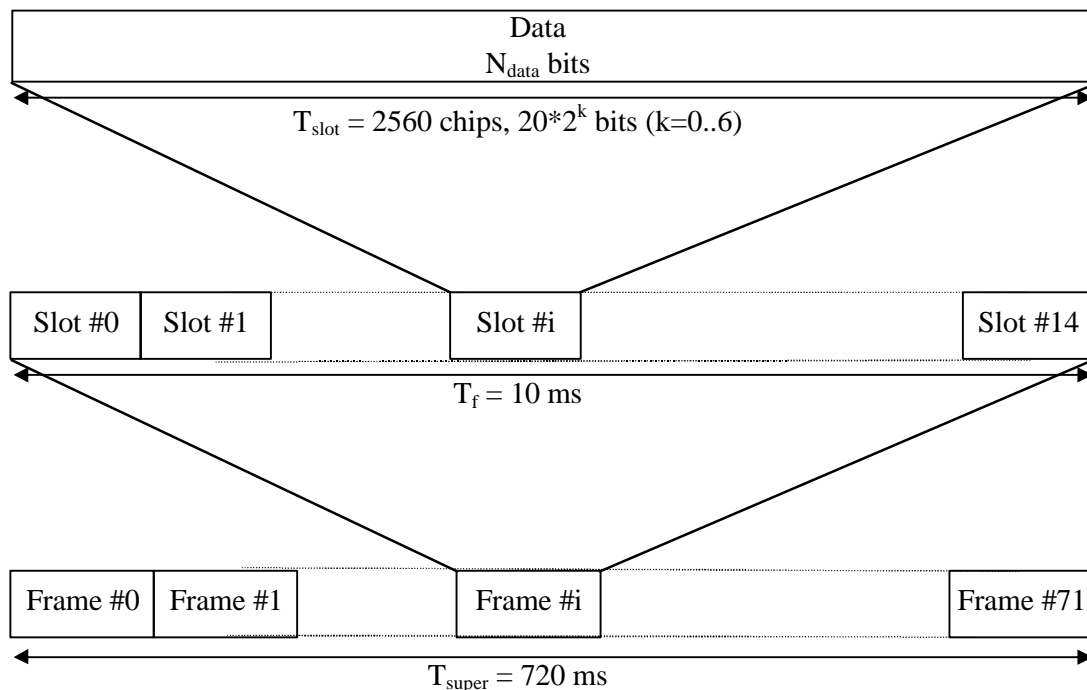 Data
N_data bits
T_slot = 2560 chips, 20*2^k bits (k=0..6)
Slot #0 Slot #1 Slot #i Slot #14
T_f = 10 ms
Frame #0 Frame #1 Frame #i Frame #71
T_super = 720 ms